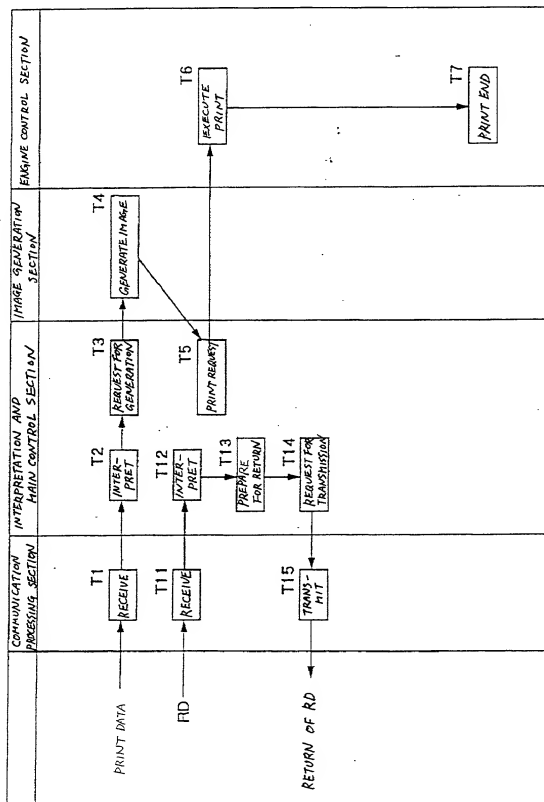 COMMUNICATION
PROCESSING SECTION
INTERPRETATION AND
MAIN CONTROL SECTION
IMAGE GENERATION
SECTION
ENGINE CONTROL SECTION
PRINT DATA
T1
RECEIVE
T2
INTER-
PRET
T3
REQUEST FOR
GENERATION
T4
GENERATE IMAGE
T5
PRINT REQUEST
T6
EXECUTE
PRINT
T7
PRINT END
RD
T11
RECEIVE
T12
INTER-
PRET
T13
PREPARE
FOR RETURN
T14
REQUEST FOR
TRANSMISSION
T15
TRANS-
MIT
RETURN OF RD